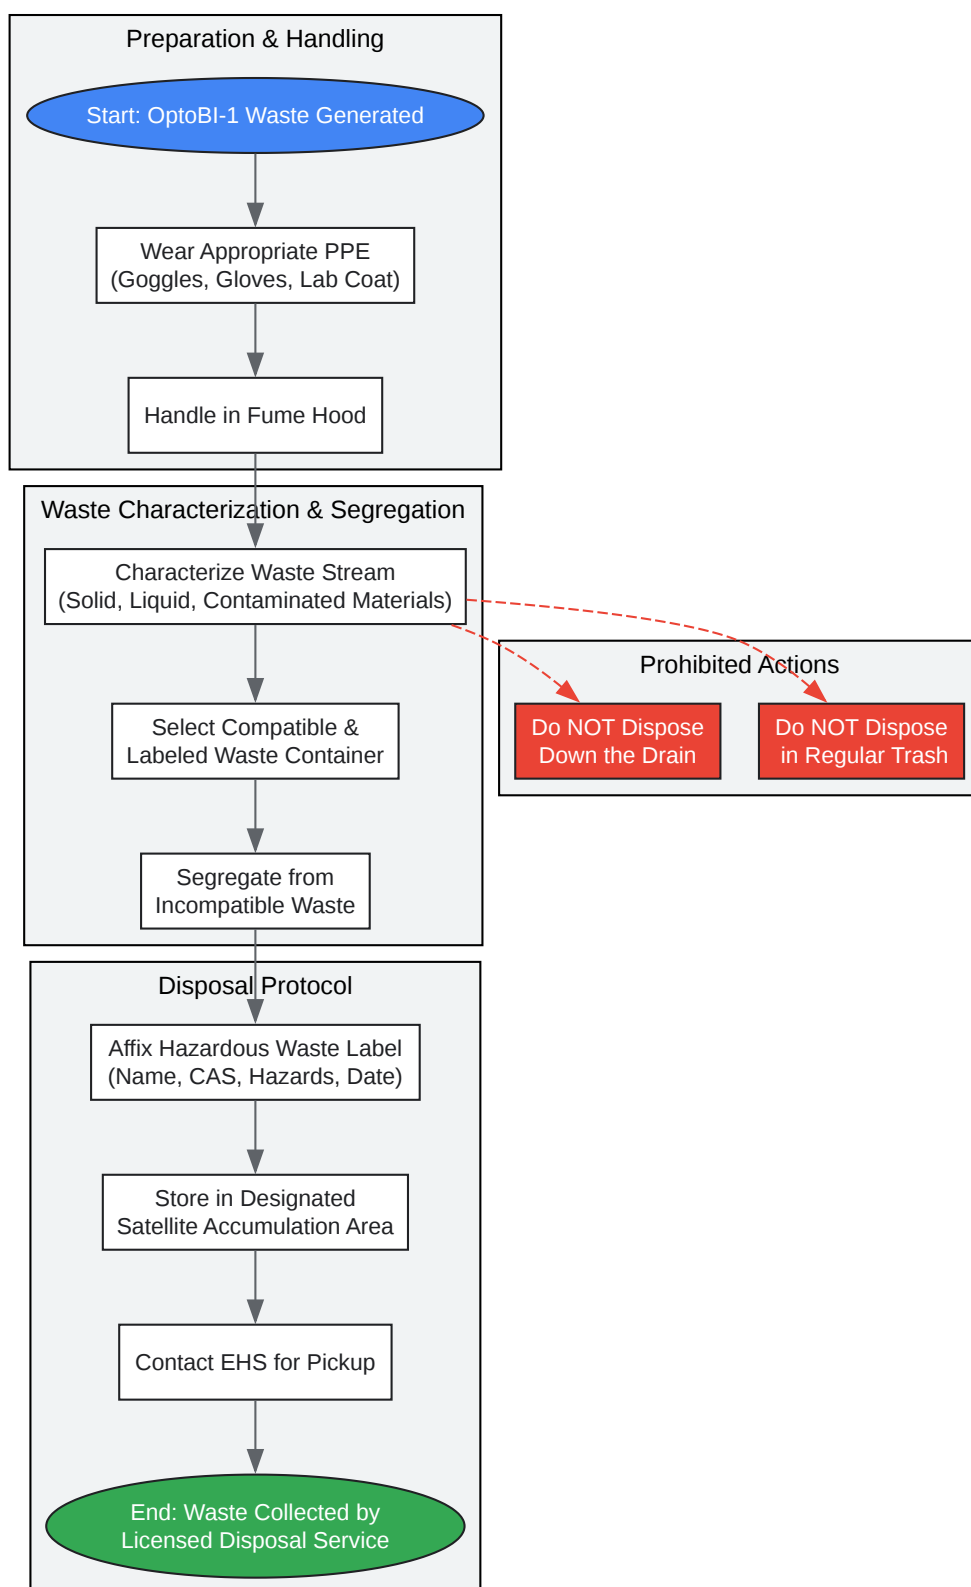 Preparation & Handling
Start: OptoBI-1 Waste Generated
Wear Appropriate PPE
(Goggles, Gloves, Lab Coat)
Handle in Fume Hood
Waste Characterization & Segregation
Characterize Waste Stream
(Solid, Liquid, Contaminated Materials)
Prohibited Actions
Do NOT Dispose
Down the Drain
Do NOT Dispose
in Regular Trash
Select Compatible &
Labeled Waste Container
Segregate from
Incompatible Waste
Disposal Protocol
Affix Hazardous Waste Label
(Name, CAS, Hazards, Date)
Store in Designated
Satellite Accumulation Area
Contact EHS for Pickup
End: Waste Collected by
Licensed Disposal Service